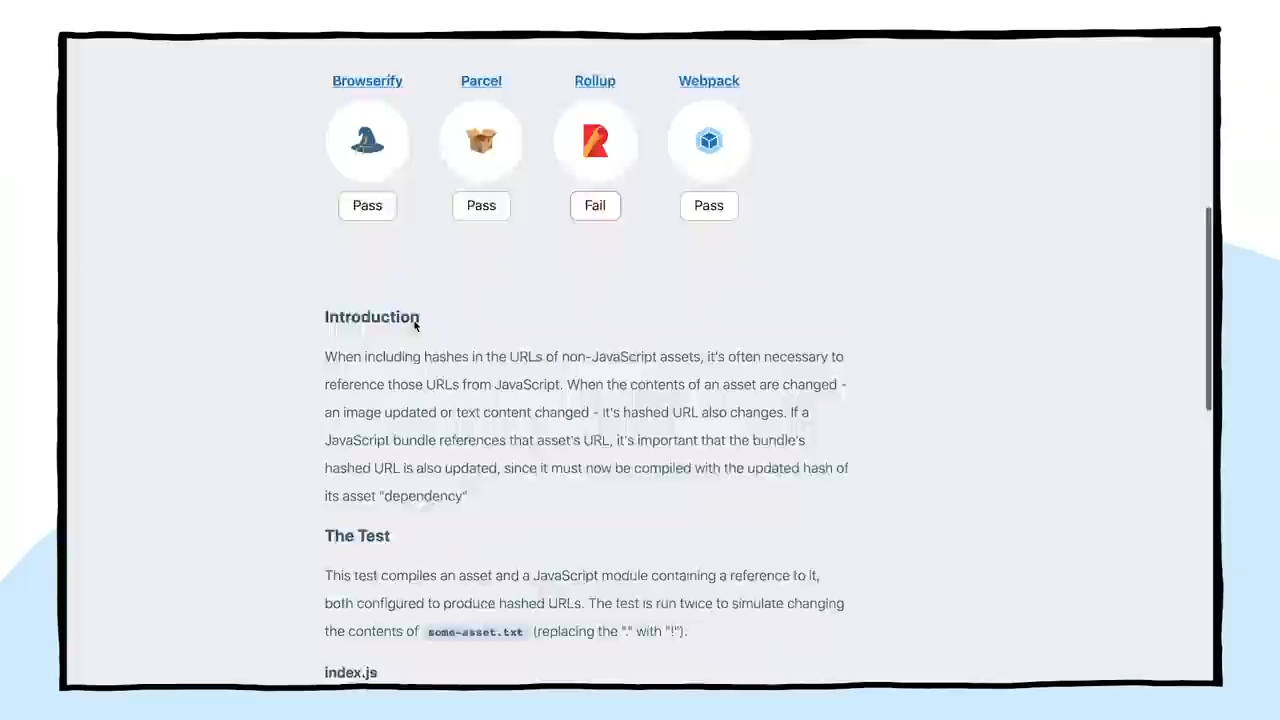 Browserify Parcel Rollup Webpack
Pass Pass Fail Pass
Introduction
When including hashes in the URLs of non-JavaScript assets, it's often necessary to
reference those URLs from JavaScript. When the contents of an asset are changed -
an image updated or text content changed - it's hashed URL also changes. If a
JavaScript bundle references that asset's URL, it's important that the bundle's
hashed URL is also updated, since it must now be compiled with the updated hash of
its asset "dependency"
The Test
This test compiles an asset and a JavaScript module containing a reference to it,
both configured to produce hashed URLs. The test is run twice to simulate changing
the contents of some-asset.txt (replacing the "." with "!").
index.js